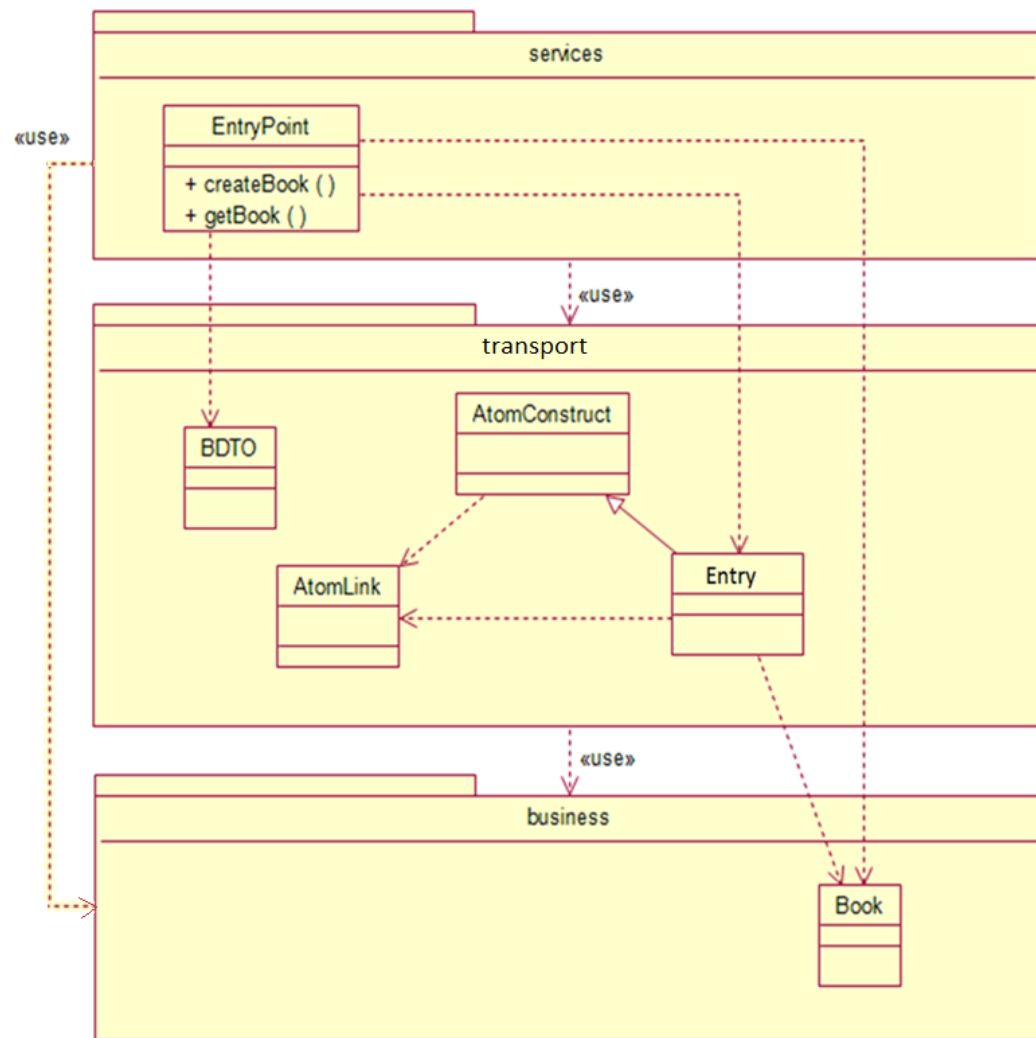 services
«use»
EntryPoint
+ createBook ( )
+ getBook ( )
«use»
transport
AtomConstruct
BDTO
AtomLink
Entry
«use»
business
Book